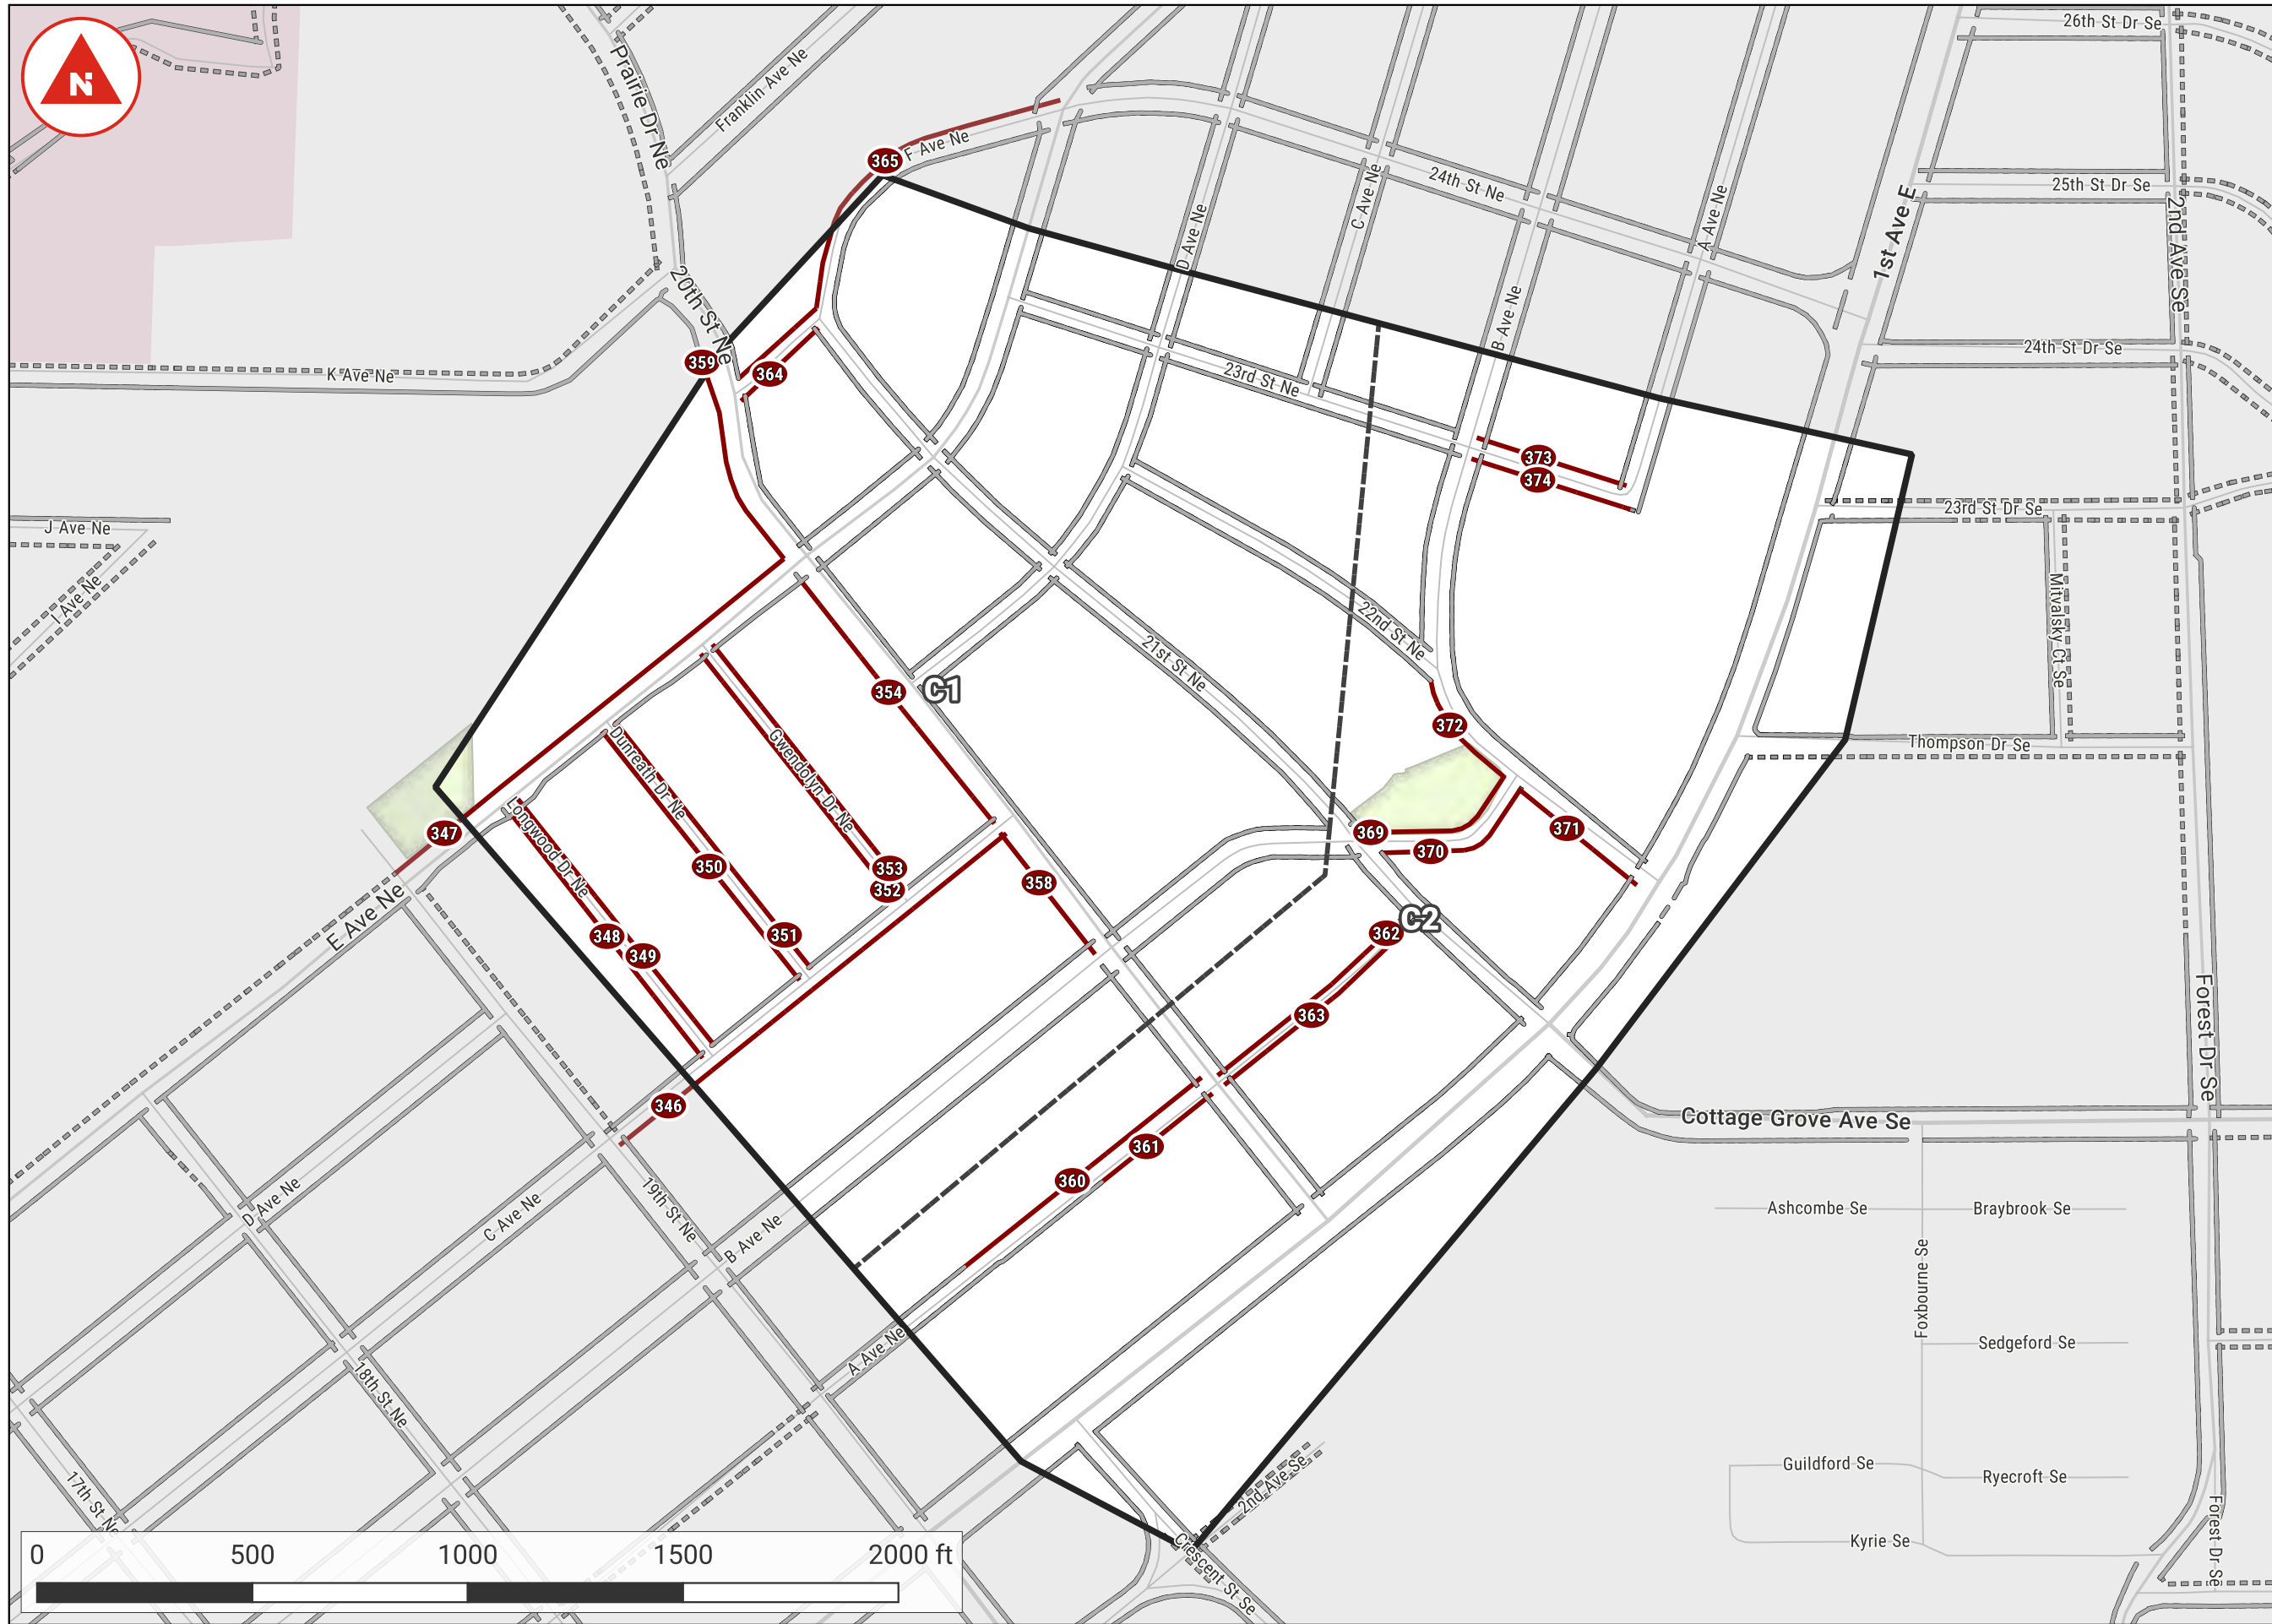 N
26th St Dr Se
Prairie Dr Ne
Franklin Ave Ne
365
F Ave Ne
24th St Ne
C Ave Ne
D Ave Ne
A Ave Ne
1st Ave E
25th St Dr Se
2nd Ave Se
20th St Ne
359
364
K Ave Ne
B Ave Ne
24th St Dr Se
23rd St Ne
373
374
23rd St Dr Se
J Ave Ne
I Ave Ne
Mitvalsky Ct Se
22nd St Ne
21st St Ne
354
C1
372
Thompson Dr Se
Gwendolyn Dr Ne
Dunreath Dr Ne
Longwood Dr Ne
347
369
370
371
350
353
352
358
E Ave Ne
348
349
351
362
C2
363
Forest Dr Se
346
Cottage Grove Ave Se
361
360
D Ave Ne
C Ave Ne
19th St Ne
B Ave Ne
Ashcombe Se
Braybrook Se
Foxbourne Se
A Ave Ne
Sedgeford Se
18th St Ne
17th St Ne
2nd Ave Se
Guildford Se
Ryecroft Se
Kyrie Se
Crescent St Se
Forest Dr Se
0 500 1000 1500 2000 ft